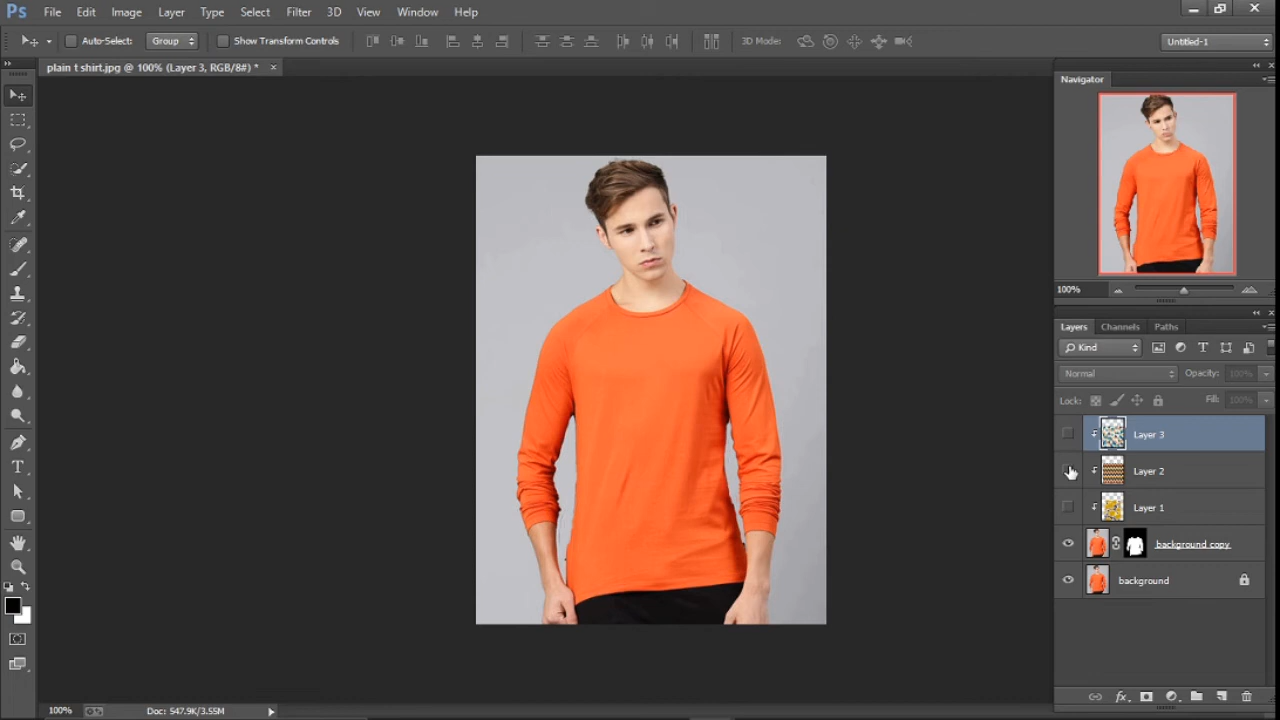 Ps File Edit Image Layer Type Select Filter 3D View Window Help
Auto-Select: Group Show Transform Controls 3D Mode: Untitled-1
plain t shirt.jpg @ 100% (Layer 3, RGB/8#) * ×
Navigator
100%
Layers Channels Paths
Kind
Normal Opacity: 100%
Lock: Fill: 100%
Layer 3
Layer 2
Layer 1
background copy
background
100% Doc: 547.9K/3.55M